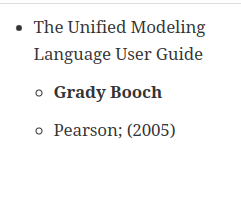 The Unified Modeling
Language User Guide
Grady Booch
Pearson; (2005)